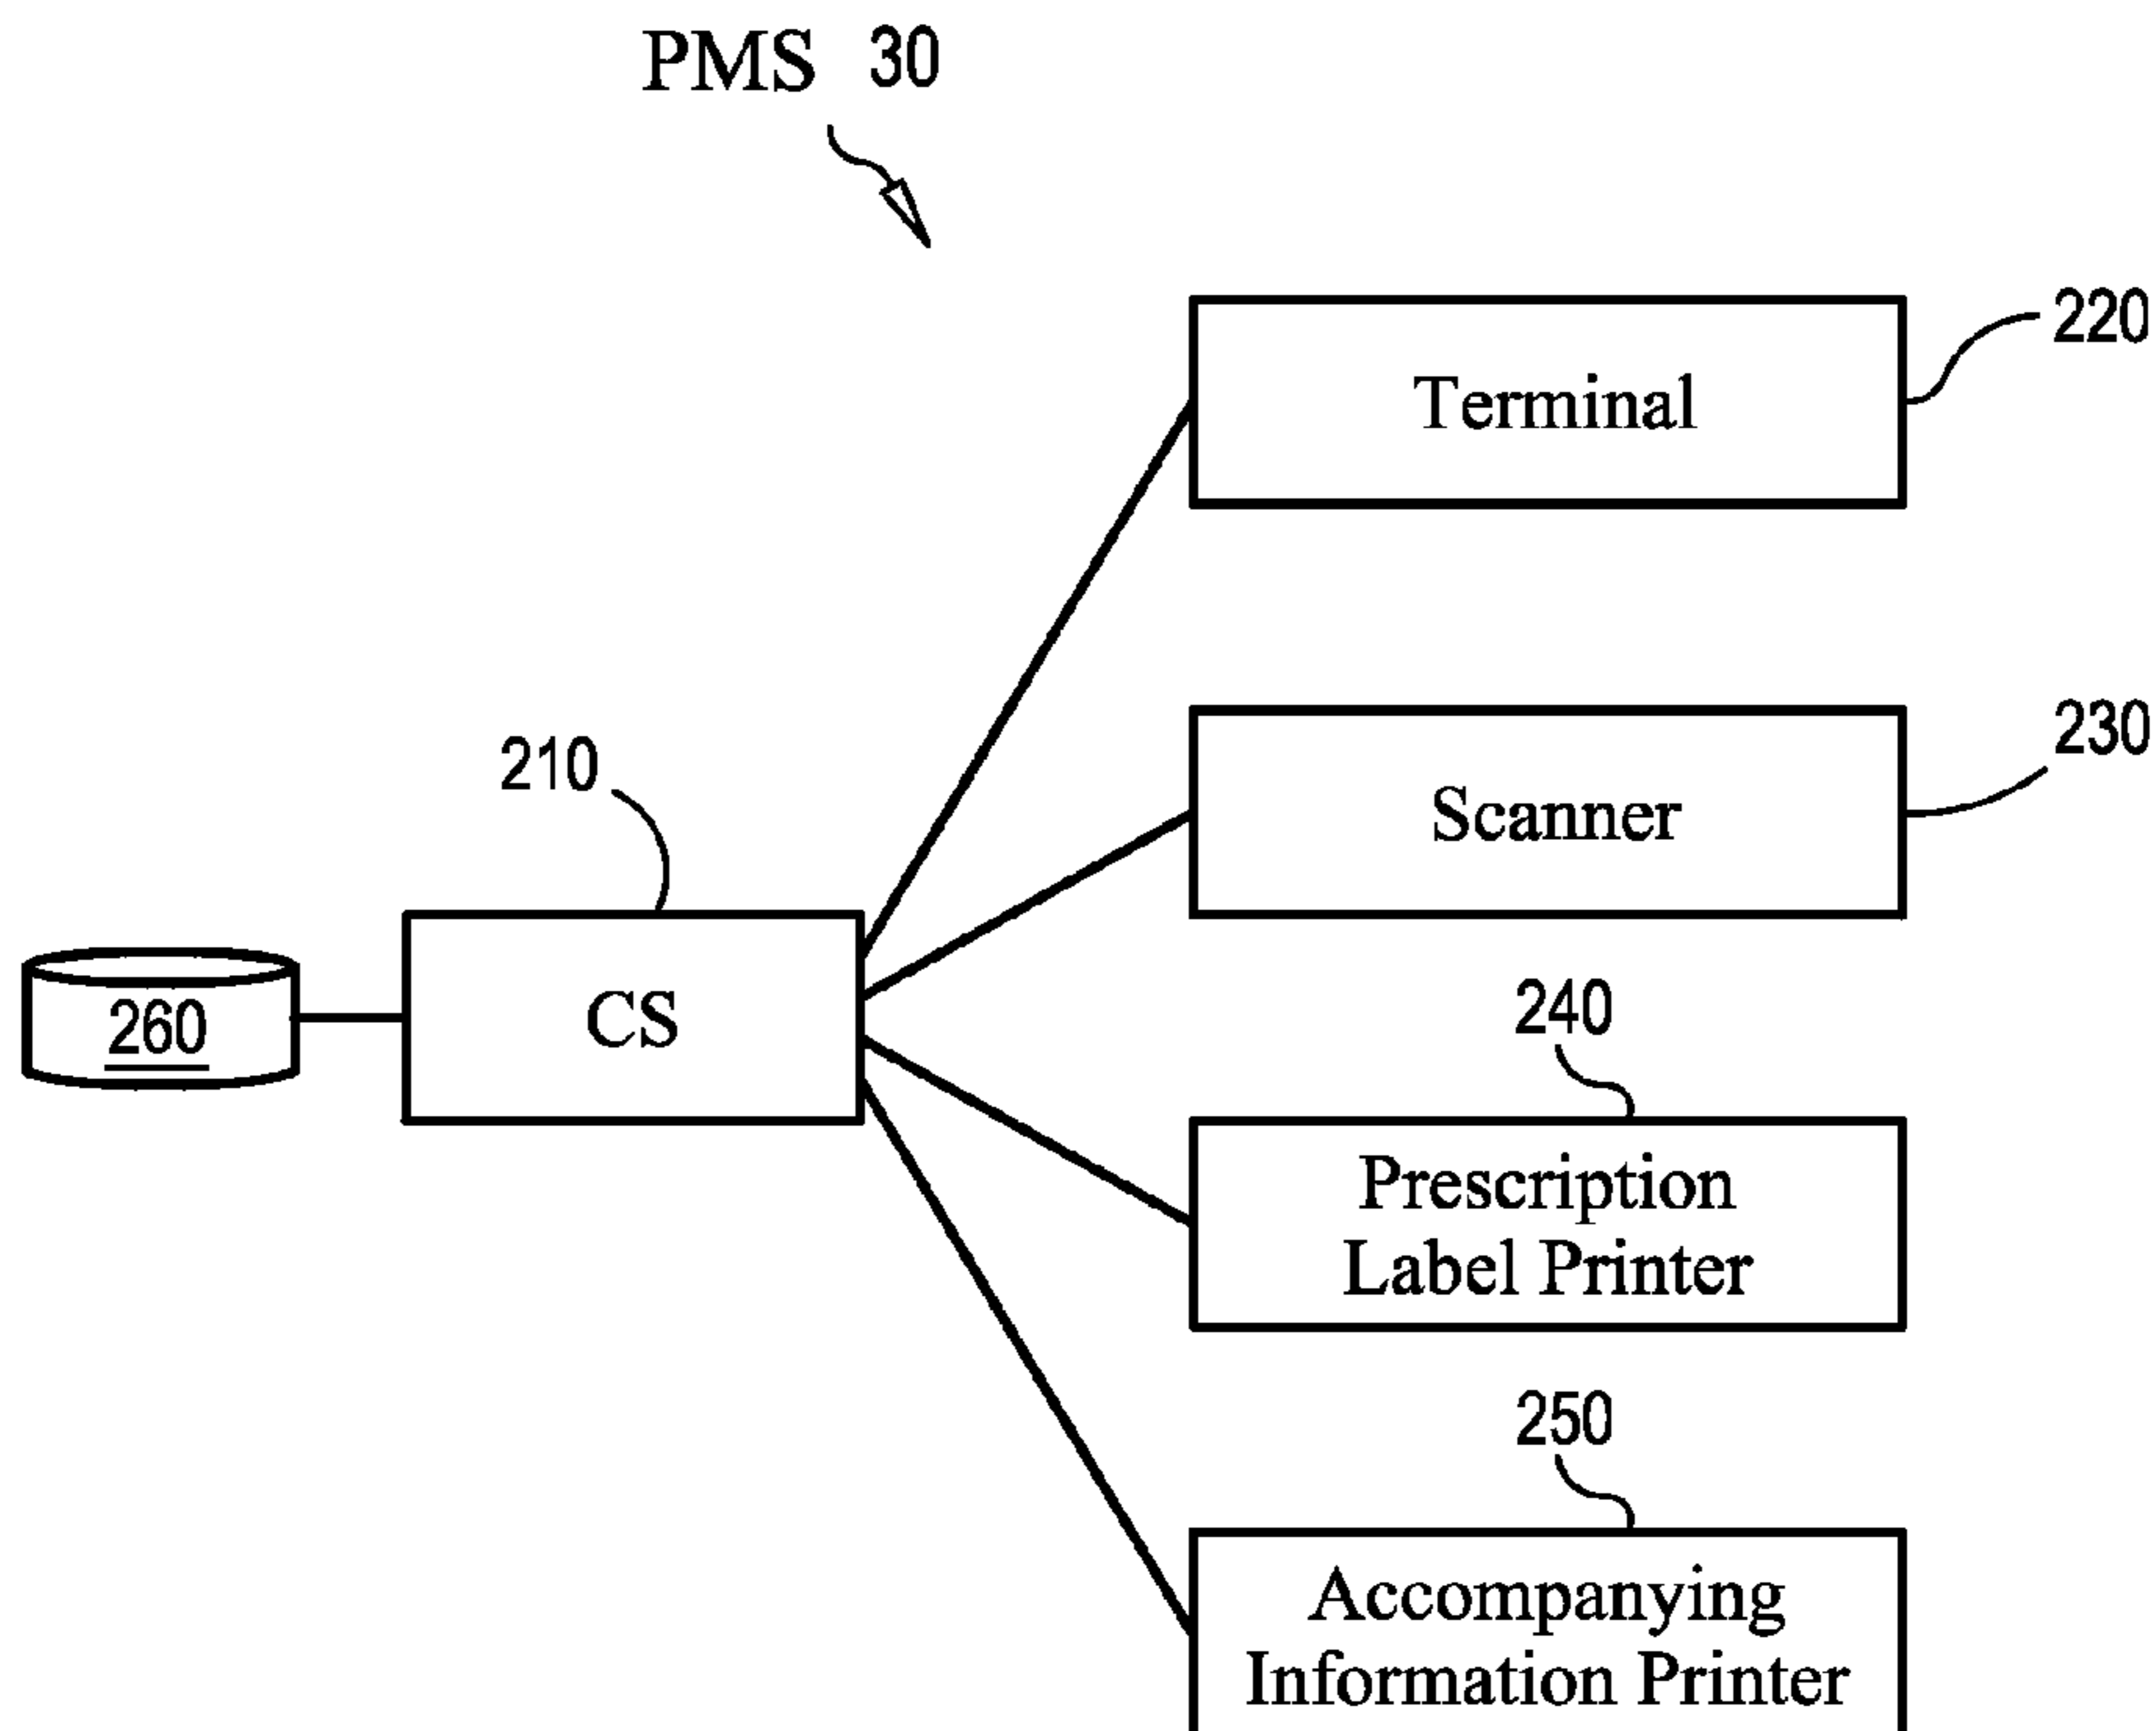 PMS 30
220
Terminal
230
Scanner
210
CS
260
240
Prescription
Label Printer
250
Accompanying
Information Printer